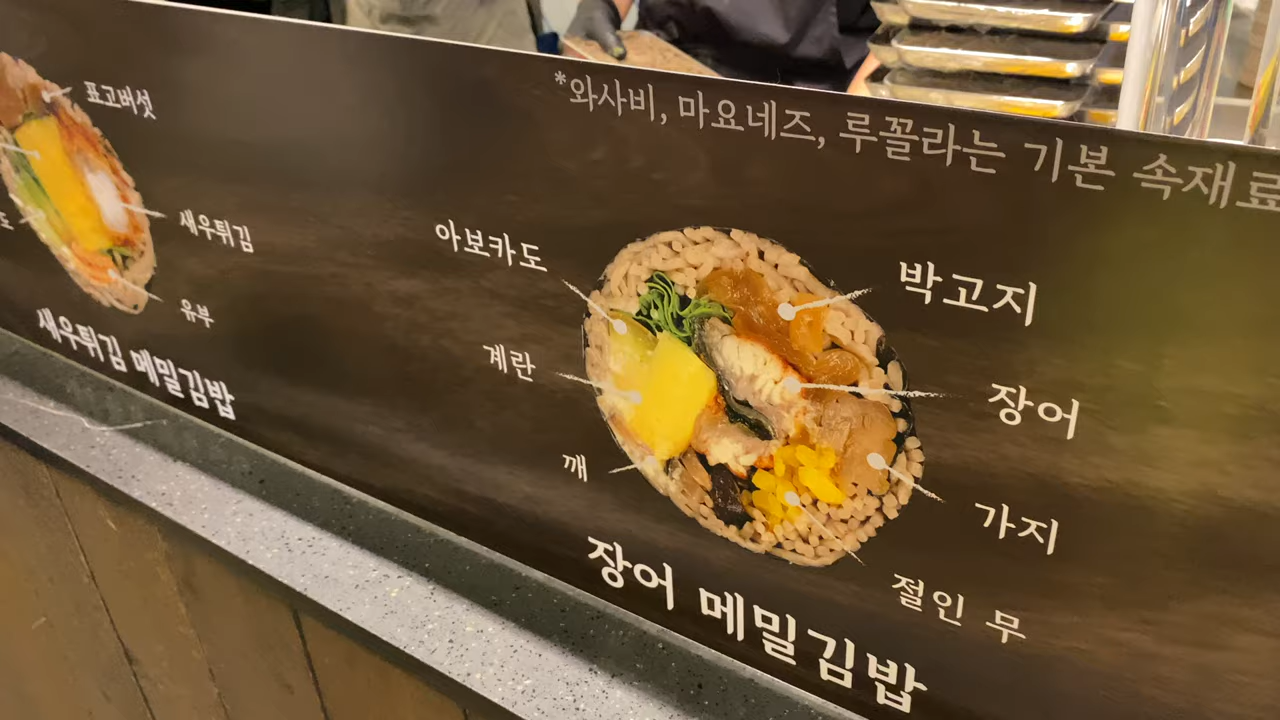 *와사비, 마요네즈, 루꼴라는 기본 속재료
표고버섯
도
새우튀김
유부
새우튀김 메밀김밥
아보카도
계란
깨
박고지
장어
가지
절인 무
장어 메밀김밥